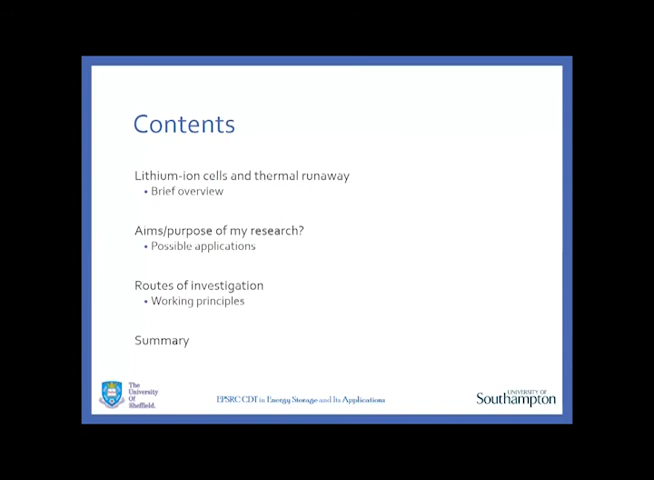 Contents
Lithium-ion cells and thermal runaway
• Brief overview
Aims/purpose of my research?
• Possible applications
Routes of investigation
• Working principles
Summary
The
University
Of
Sheffield.
EPSRC CDT in Energy Storage and Its Applications
UNIVERSITY OF
Southampton